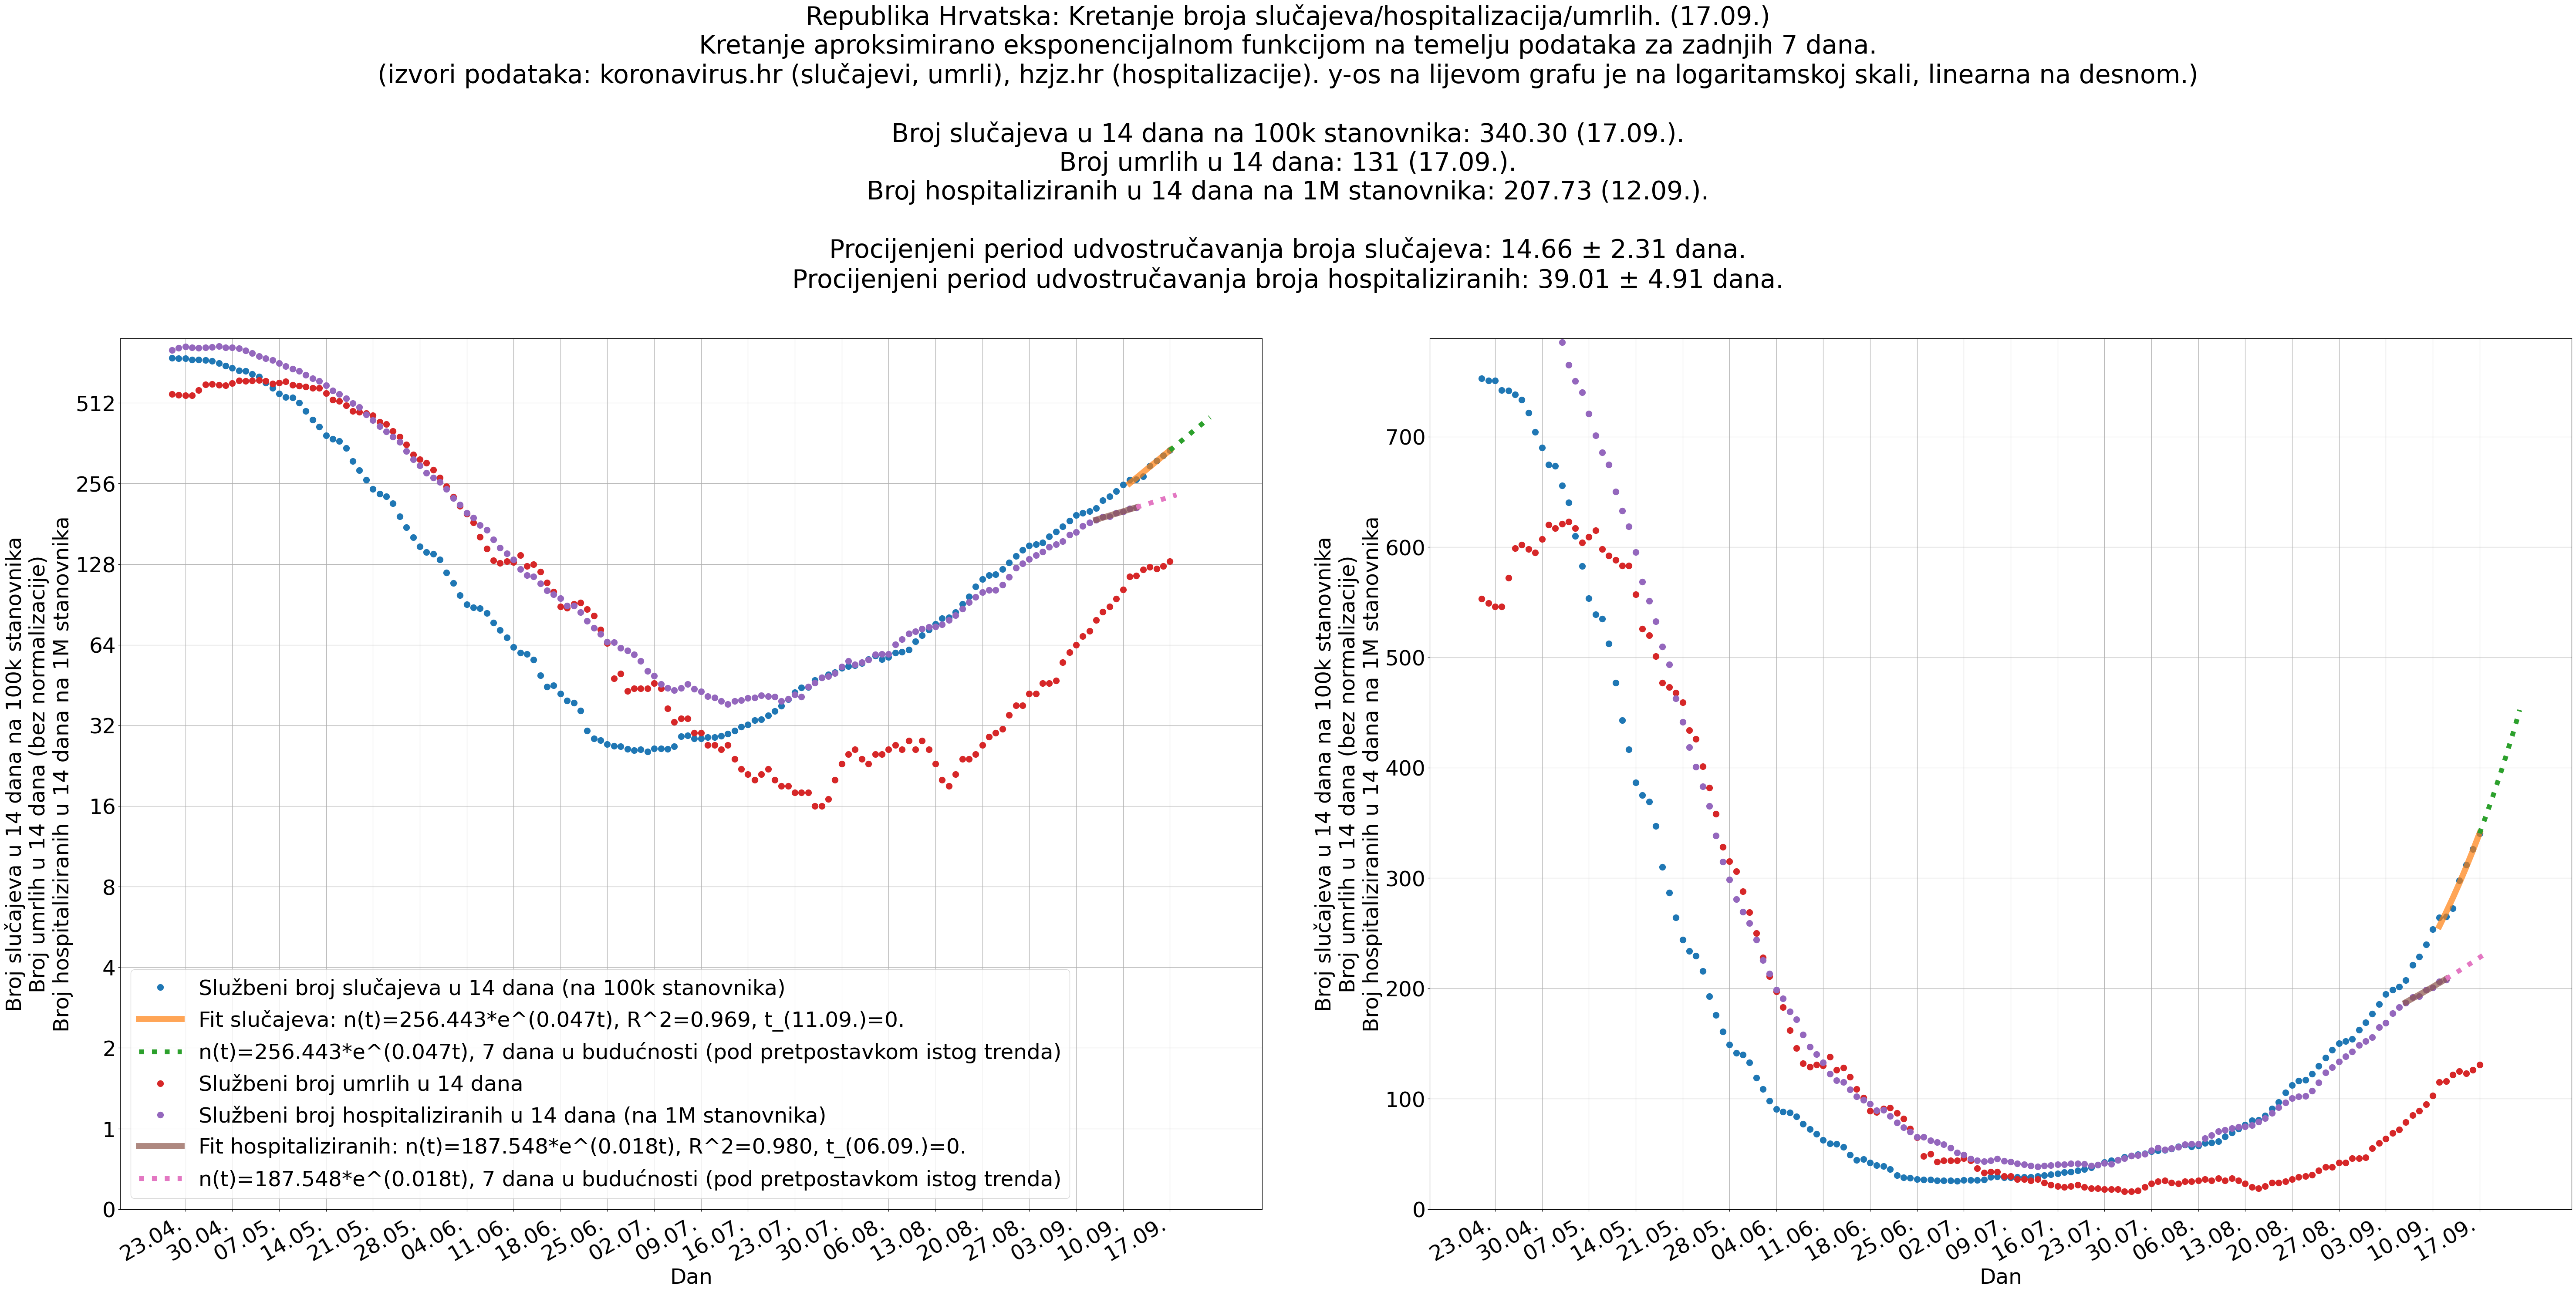 Republika Hrvatska: Kretanje broja slučajeva/hospitalizacija/umrlih. (17.09.)
Kretanje aproksimirano eksponencijalnom funkcijom na temelju podataka za zadnjih 7 dana.
(izvori podataka: koronavirus.hr (slučajevi, umrli), hzjz.hr (hospitalizacije). y-os na lijevom grafu je na logaritamskoj skali, linearna na desnom.)
Broj slučajeva u 14 dana na 100k stanovnika: 340.30 (17.09.).
Broj umrlih u 14 dana: 131 (17.09.).
Broj hospitaliziranih u 14 dana na 1M stanovnika: 207.73 (12.09.).
Procijenjeni period udvostručavanja broja slučajeva: 14.66 ± 2.31 dana.
Procijenjeni period udvostručavanja broja hospitaliziranih: 39.01 ± 4.91 dana.
Broj slučajeva u 14 dana na 100k stanovnika
Broj umrlih u 14 dana (bez normalizacije)
Broj hospitaliziranih u 14 dana na 1M stanovnika
512
256
128
64
32
16
8
4
2
1
0
Službeni broj slučajeva u 14 dana (na 100k stanovnika)
Fit slučajeva: n(t)=256.443*e^(0.047t), R^2=0.969, t_(11.09.)=0.
n(t)=256.443*e^(0.047t), 7 dana u budućnosti (pod pretpostavkom istog trenda)
Službeni broj umrlih u 14 dana
Službeni broj hospitaliziranih u 14 dana (na 1M stanovnika)
Fit hospitaliziranih: n(t)=187.548*e^(0.018t), R^2=0.980, t_(06.09.)=0.
n(t)=187.548*e^(0.018t), 7 dana u budućnosti (pod pretpostavkom istog trenda)
23.04. 30.04. 07.05. 14.05. 21.05. 28.05. 04.06. 11.06. 18.06. 25.06. 02.07. 09.07. 16.07. 23.07. 30.07. 06.08. 13.08. 20.08. 27.08. 03.09. 10.09. 17.09.
Dan
Broj slučajeva u 14 dana na 100k stanovnika
Broj umrlih u 14 dana (bez normalizacije)
Broj hospitaliziranih u 14 dana na 1M stanovnika
700
600
500
400
300
200
100
0
23.04. 30.04. 07.05. 14.05. 21.05. 28.05. 04.06. 11.06. 18.06. 25.06. 02.07. 09.07. 16.07. 23.07. 30.07. 06.08. 13.08. 20.08. 27.08. 03.09. 10.09. 17.09.
Dan